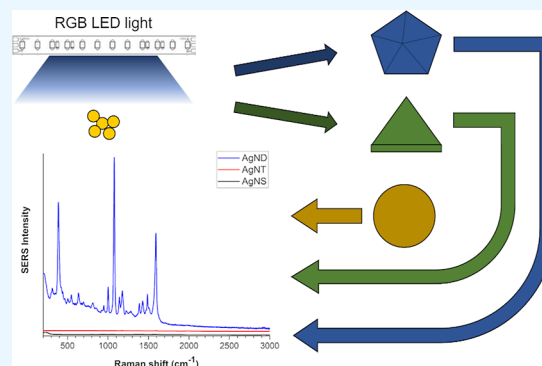 RGB LED light
AgND
AgNT
AgNS
SERS Intensity
500 1000 1500 2000 2500 3000
Raman shift (cm⁻¹)